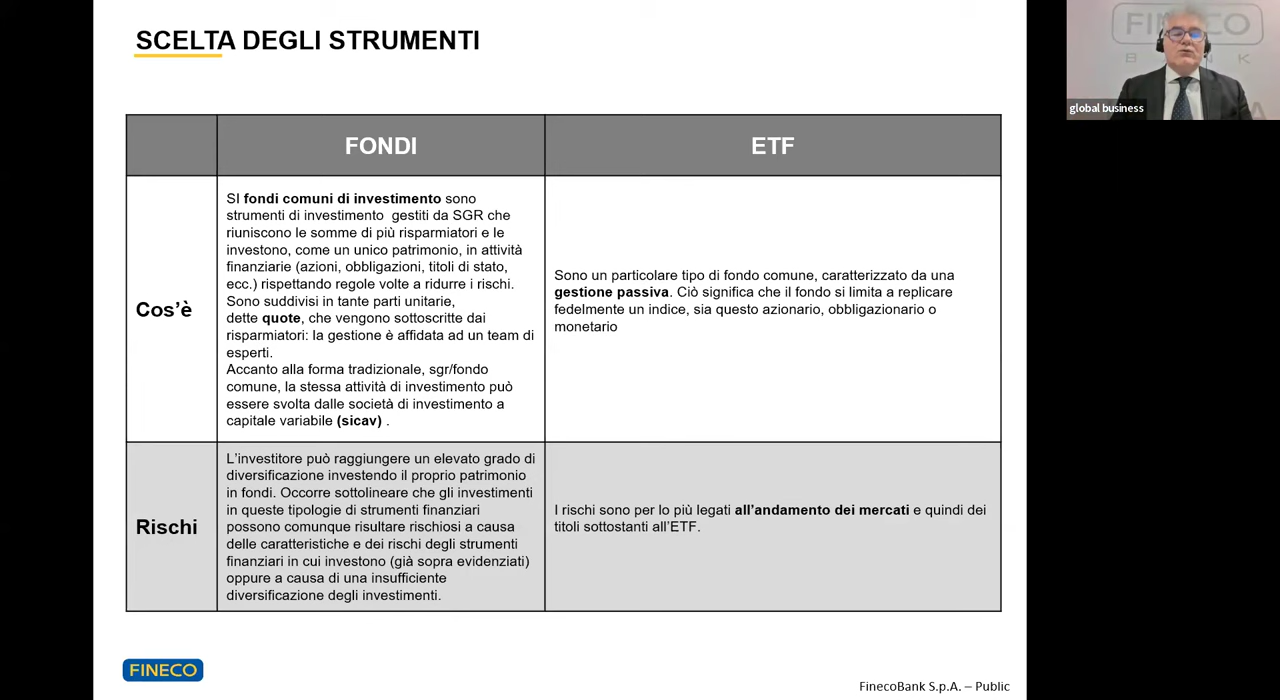 SCELTA DEGLI STRUMENTI
FINECO
B A N K
global business
FONDI
ETF
Cos’è
SI fondi comuni di investimento sono
strumenti di investimento gestiti da SGR che
riuniscono le somme di più risparmiatori e le
investono, come un unico patrimonio, in attività
finanziarie (azioni, obbligazioni, titoli di stato,
ecc.) rispettando regole volte a ridurre i rischi.
Sono suddivisi in tante parti unitarie,
dette quote, che vengono sottoscritte dai
risparmiatori: la gestione è affidata ad un team di
esperti.
Accanto alla forma tradizionale, sgr/fondo
comune, la stessa attività di investimento può
essere svolta dalle società di investimento a
capitale variabile (sicav) .
Sono un particolare tipo di fondo comune, caratterizzato da una
gestione passiva. Ciò significa che il fondo si limita a replicare
fedelmente un indice, sia questo azionario, obbligazionario o
monetario
Rischi
L’investitore può raggiungere un elevato grado di
diversificazione investendo il proprio patrimonio
in fondi. Occorre sottolineare che gli investimenti
in queste tipologie di strumenti finanziari
possono comunque risultare rischiosi a causa
delle caratteristiche e dei rischi degli strumenti
finanziari in cui investono (già sopra evidenziati)
oppure a causa di una insufficiente
diversificazione degli investimenti.
I rischi sono per lo più legati all’andamento dei mercati e quindi dei
titoli sottostanti all’ETF.
FINECO
FinecoBank S.p.A. – Public